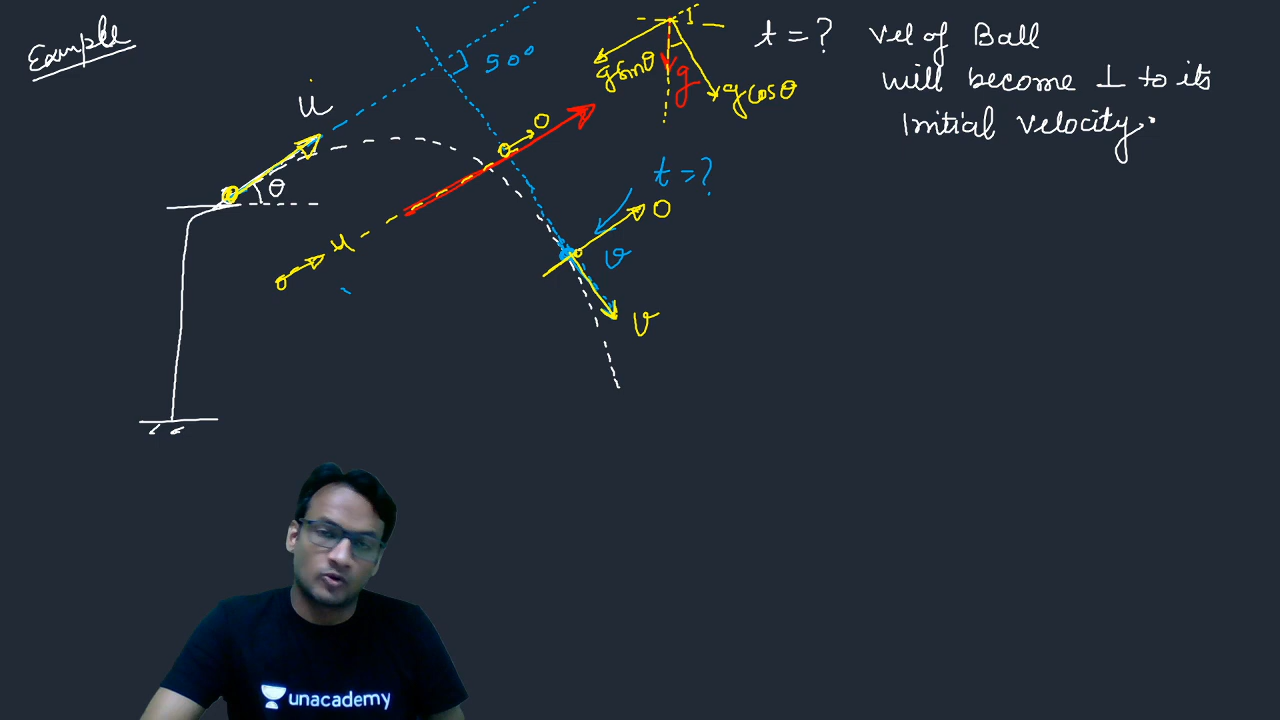 Example
t = ? Vel of Ball
will become ⊥ to its
Initial velocity.
90°
u
θ
g sinθ
g
g cosθ
0
t = ?
0
u
v
v
unacademy